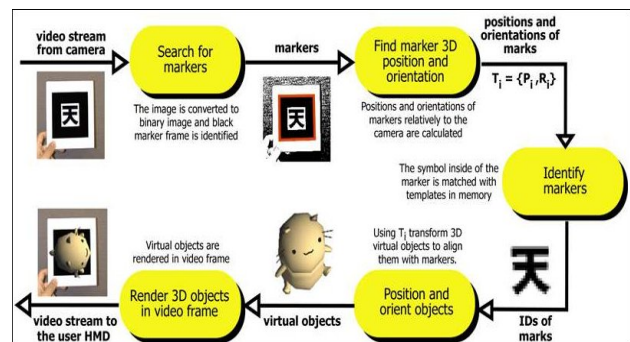 video stream
from camera
Search for
markers
markers
Find marker 3D
position and
orientation
positions and
orientations of
marks
Ti = {Pi ,Ri}
天
The image is converted to
binary image and black
marker frame is identified
天
Positions and orientations of
markers relatively to the
camera are calculated
The symbol inside of the
marker is matched with
templates in memory
Identify
markers
Virtual objects are
rendered in video frame
Using Ti transform 3D
virtual objects to align
them with markers.
天
video stream to
the user HMD
Render 3D objects
in video frame
virtual objects
Position and
orient objects
IDs of
marks